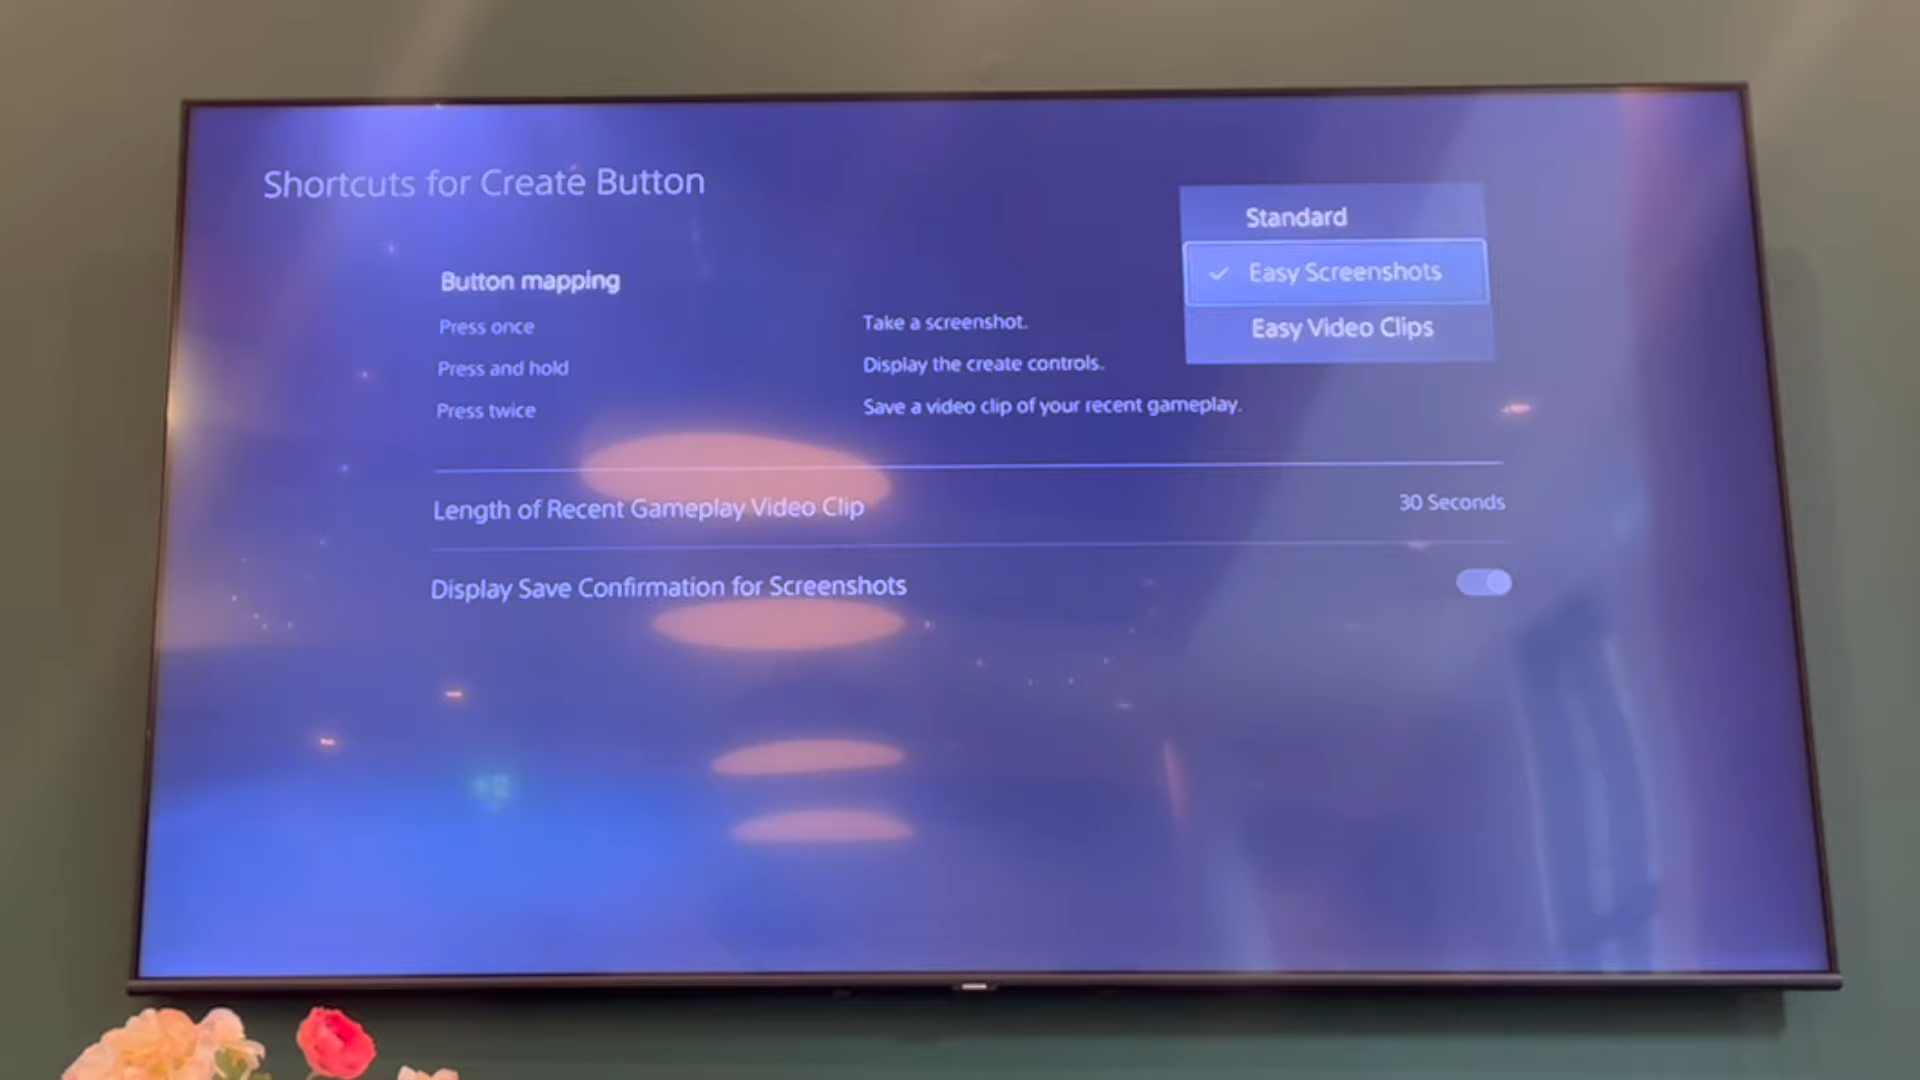 Shortcuts for Create Button
Standard
Easy Screenshots
Easy Video Clips
Button mapping
Press once
Take a screenshot.
Press and hold
Display the create controls.
Press twice
Save a video clip of your recent gameplay.
Length of Recent Gameplay Video Clip
30 Seconds
Display Save Confirmation for Screenshots